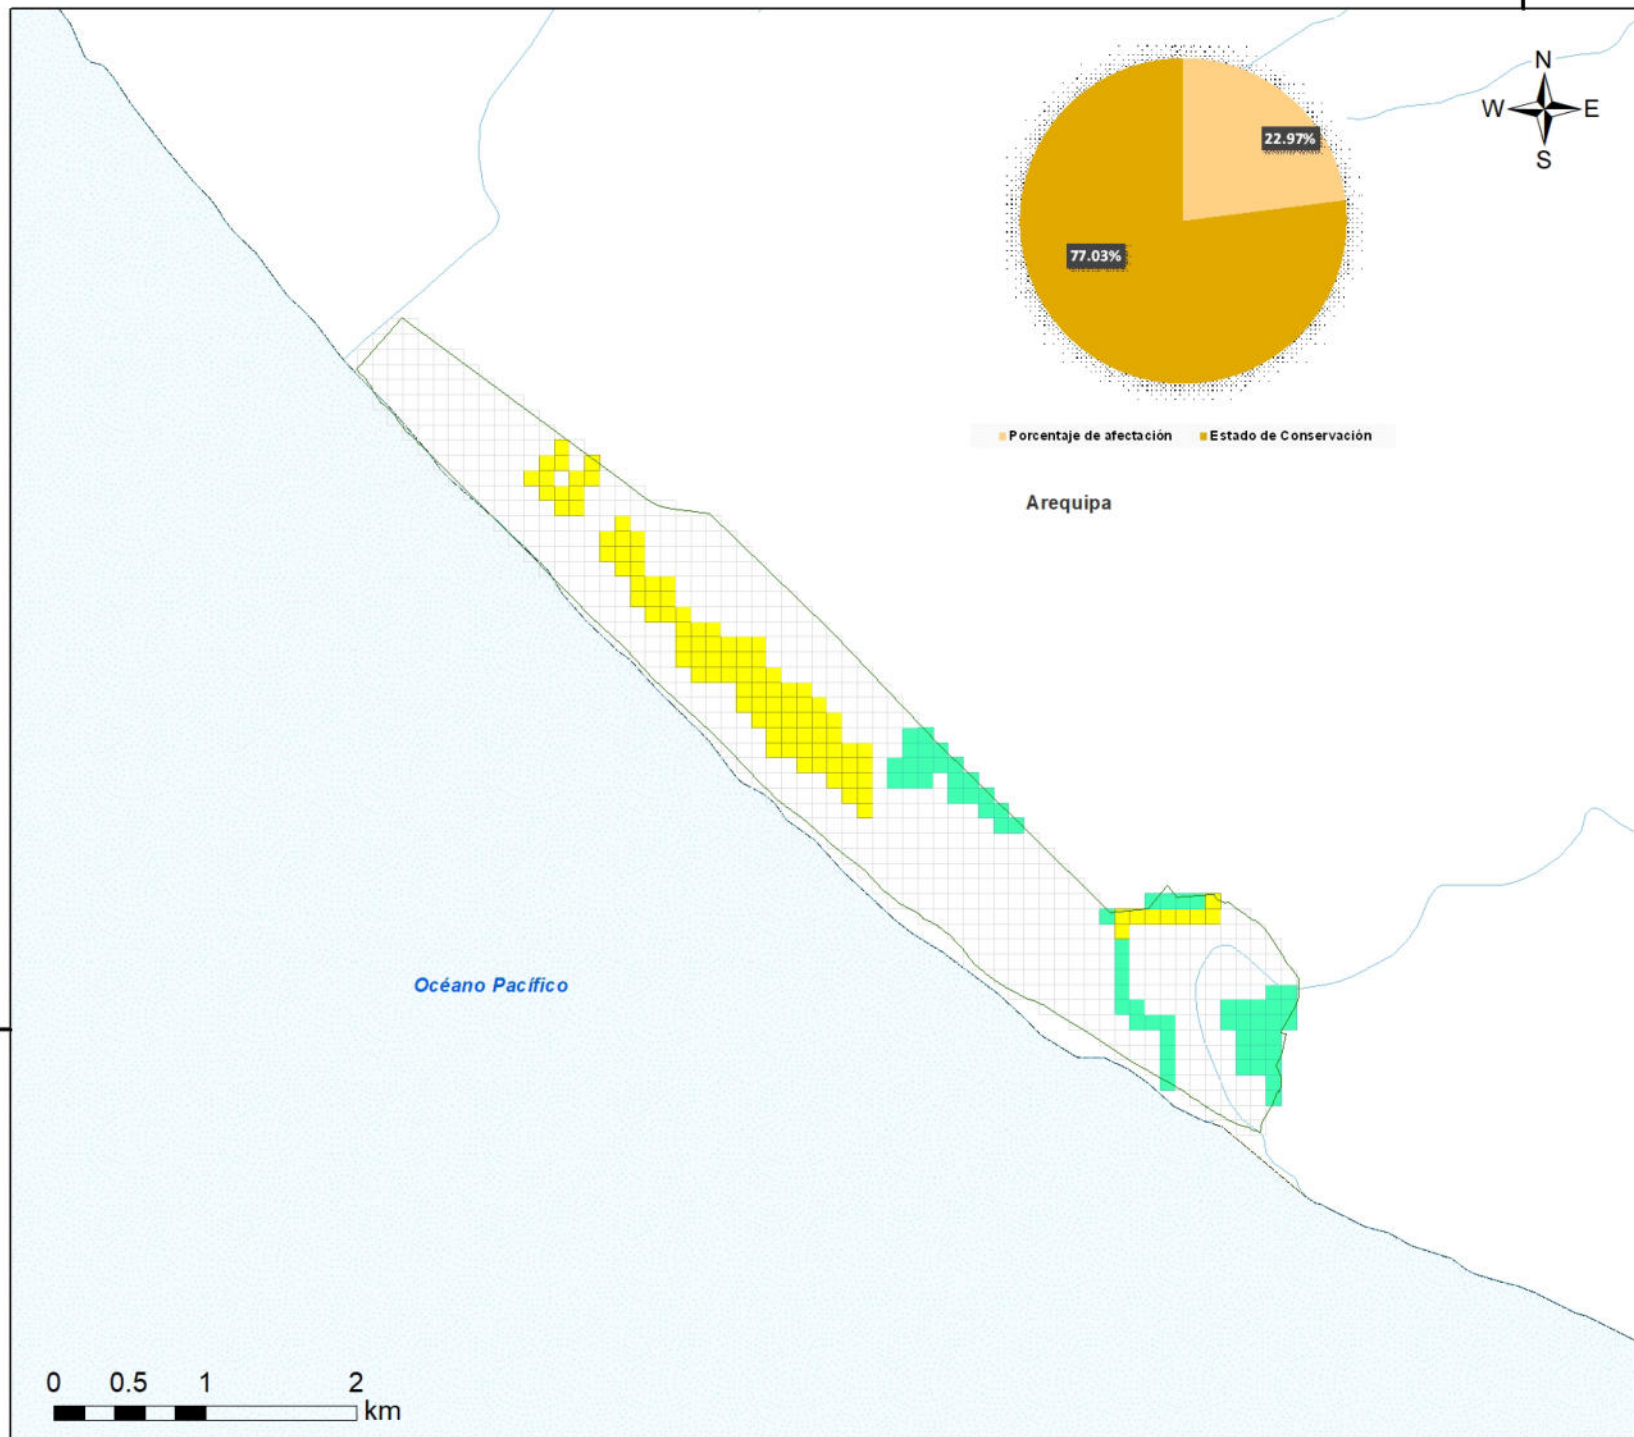 N
W E
S
22.97%
77.03%
Porcentaje de afectación Estado de Conservación
Arequipa
Océano Pacífico
0 0.5 1 2
km